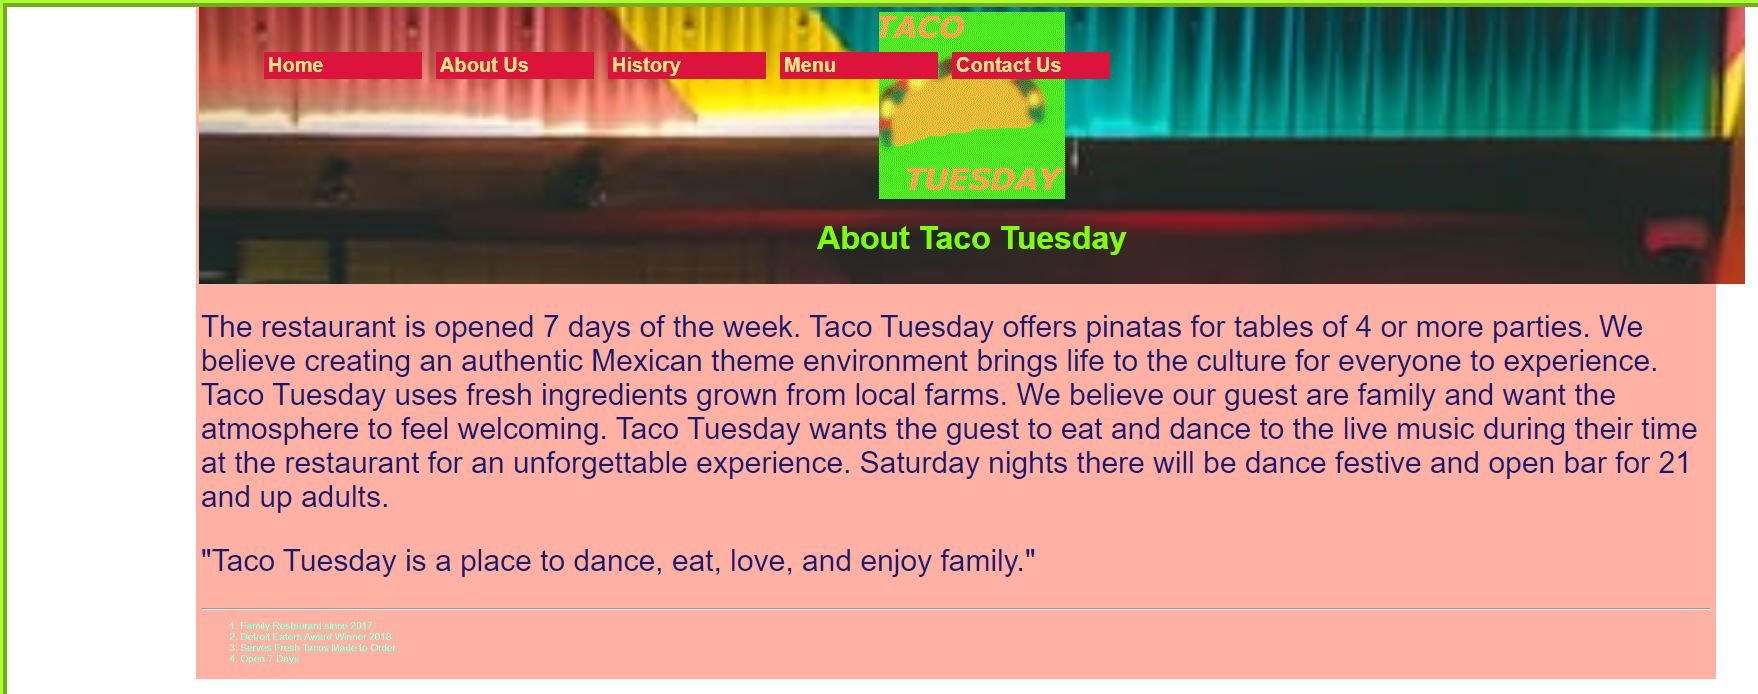 TACO
Home About Us History Menu Contact Us
TUESDAY
About Taco Tuesday
The restaurant is opened 7 days of the week. Taco Tuesday offers pinatas for tables of 4 or more parties. We
believe creating an authentic Mexican theme environment brings life to the culture for everyone to experience.
Taco Tuesday uses fresh ingredients grown from local farms. We believe our guest are family and want the
atmosphere to feel welcoming. Taco Tuesday wants the guest to eat and dance to the live music during their time
at the restaurant for an unforgettable experience. Saturday nights there will be dance festive and open bar for 21
and up adults.
"Taco Tuesday is a place to dance, eat, love, and enjoy family."
1. Family Restaurant since 2017
2. Detroit Eaters Award Winner 2018
3. Serves Fresh Tacos Made to Order
4. Open 7 Days